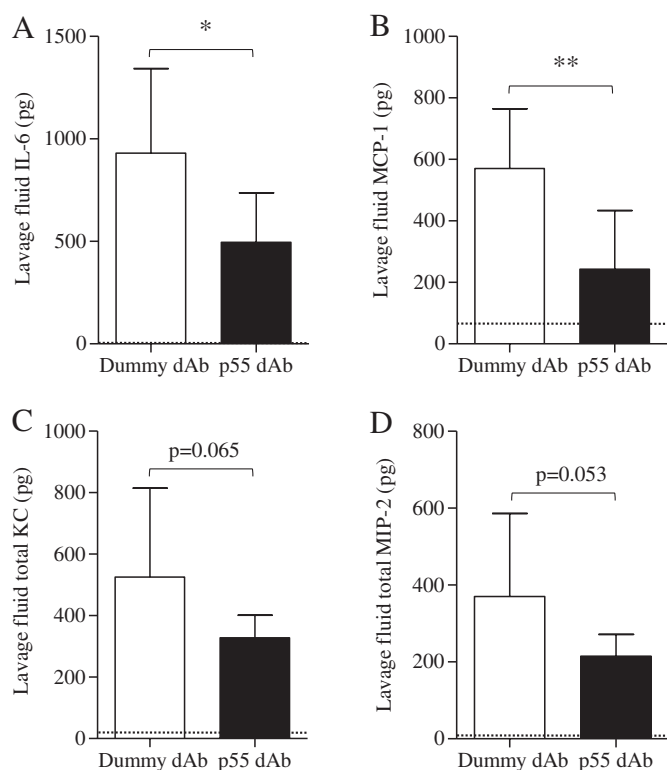 A
Lavage fluid IL-6 (pg)
1500
1000
500
0
*
Dummy dAb p55 dAb
B
Lavage fluid MCP-1 (pg)
1000
800
600
400
200
0
**
Dummy dAb p55 dAb
C
Lavage fluid total KC (pg)
1000
800
600
400
200
0
p=0.065
Dummy dAb p55 dAb
D
Lavage fluid total MIP-2 (pg)
800
600
400
200
0
p=0.053
Dummy dAb p55 dAb